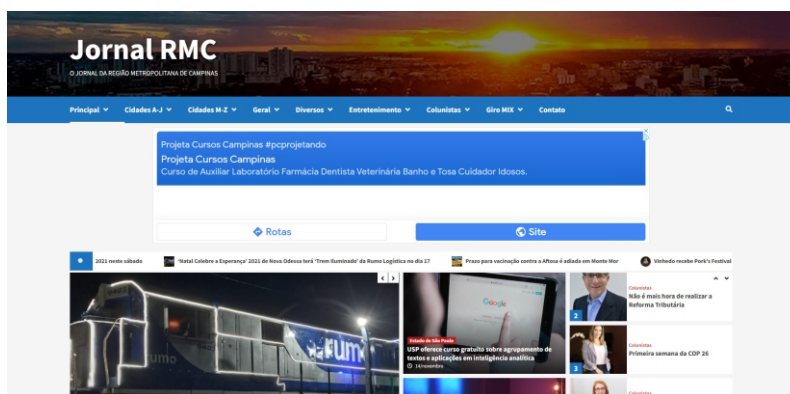 Jornal RMC
O JORNAL DA REGIÃO METROPOLITANA DE CAMPINAS
Principal Cidades A-J Cidades M-Z Geral Diversos Entretenimento Colunistas Giro MIX Contato
Projeta Cursos Campinas #pcprojetando
Projeta Cursos Campinas
Curso de Auxiliar Laboratório Farmácia Dentista Veterinária Banho e Tosa Cuidador Idosos.
Rotas Site
2021 neste sábado 'Natal Celebre a Esperança' 2021 de Nova Odessa terá 'Trem Iluminado' da Rumo Logística no dia 17 Prazo para vacinação contra a Aftosa é adiada em Monte Mor Vinhedo recebe Pork's Festival
rumo
rumo
Google
Estado de São Paulo
USP oferece curso gratuito sobre agrupamento de
textos e aplicações em inteligência analítica
14/novembro
Colunistas
Não é mais hora de realizar a
Reforma Tributária
2
Colunistas
Primeira semana da COP 26
3
Colunistas